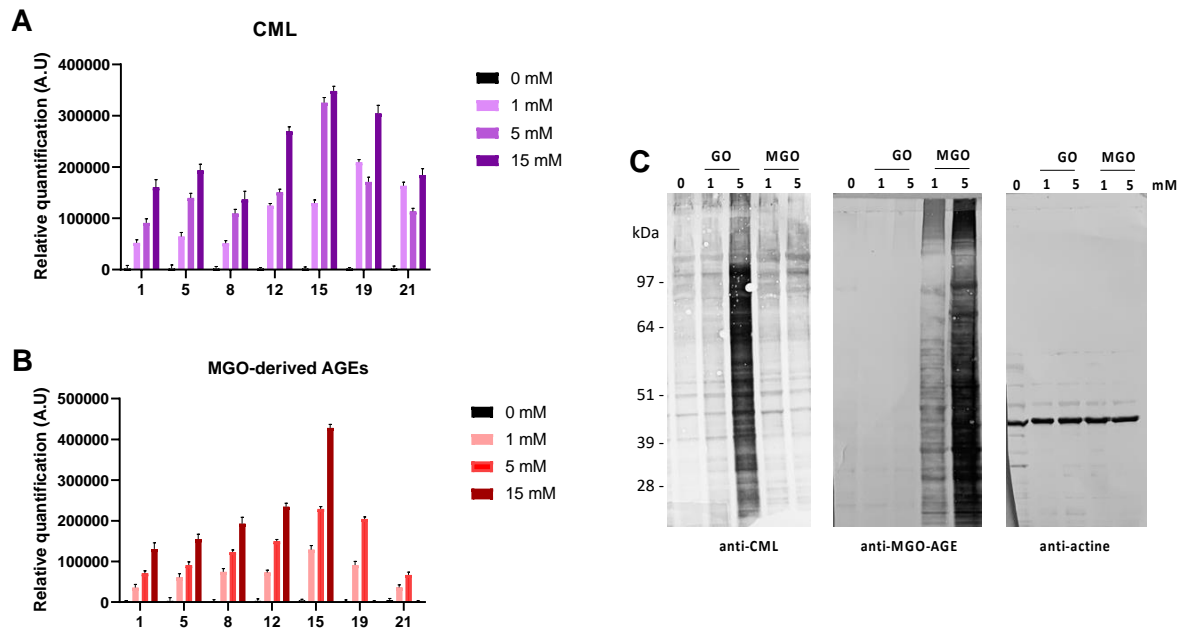 A
CML
Relative quantification (A.U)
400000
300000
200000
100000
0
1 5 8 12 15 19 21
0 mM
1 mM
5 mM
15 mM
B
MGO-derived AGEs
Relative quantification (A.U)
500000
400000
300000
200000
100000
0
1 5 8 12 15 19 21
0 mM
1 mM
5 mM
15 mM
C
GO MGO GO MGO GO MGO
0 1 5 1 5 0 1 5 1 5 0 1 5 1 5 mM
kDa
97 -
64 -
51 -
39 -
28 -
anti-CML anti-MGO-AGE anti-actine